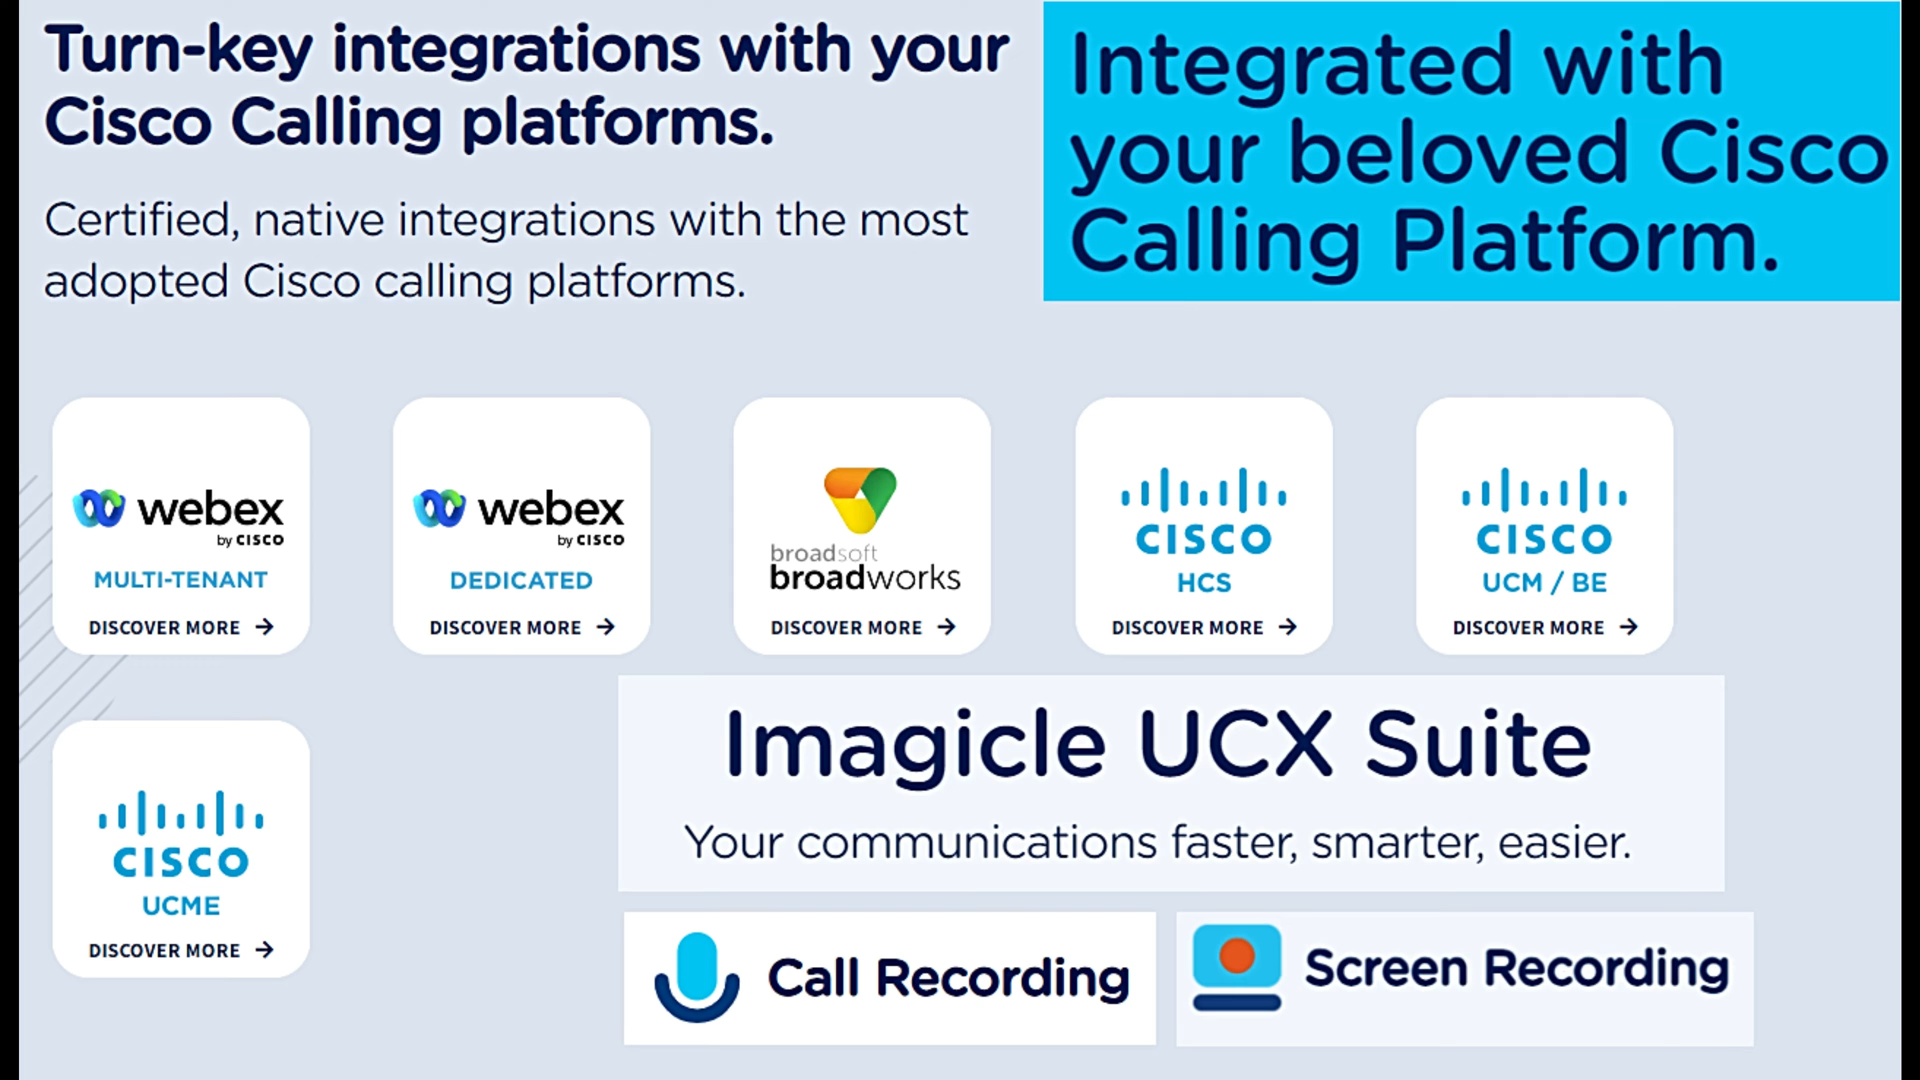 Turn-key integrations with your
Cisco Calling platforms.
Certified, native integrations with the most
adopted Cisco calling platforms.
Integrated with
your beloved Cisco
Calling Platform.
webex
by CISCO
MULTI-TENANT
DISCOVER MORE →
webex
by CISCO
DEDICATED
DISCOVER MORE →
broadsoft
broadworks
DISCOVER MORE →
CISCO
HCS
DISCOVER MORE →
CISCO
UCM / BE
DISCOVER MORE →
CISCO
UCME
DISCOVER MORE →
Imagicle UCX Suite
Your communications faster, smarter, easier.
Call Recording
Screen Recording